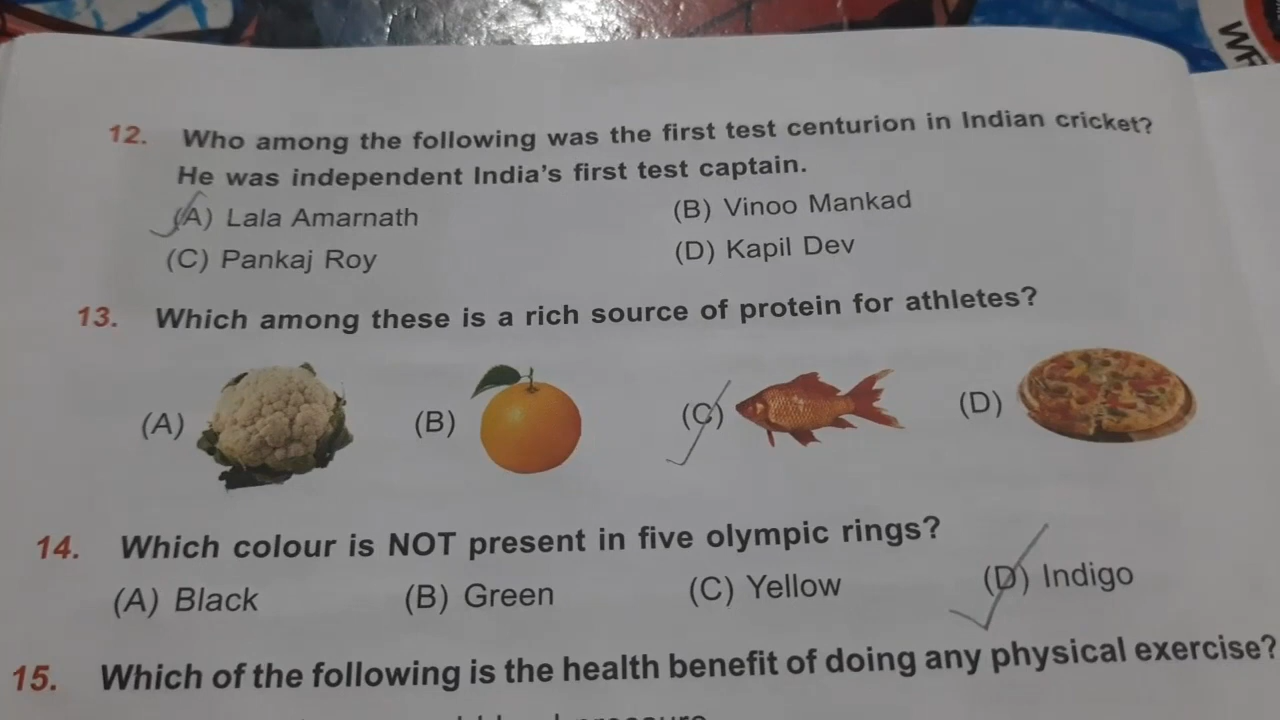 WR
12. Who among the following was the first test centurion in Indian cricket?
He was independent India's first test captain.
(A) Lala Amarnath (B) Vinoo Mankad
(C) Pankaj Roy (D) Kapil Dev
13. Which among these is a rich source of protein for athletes?
(A) (B) (C) (D)
14. Which colour is NOT present in five olympic rings?
(A) Black (B) Green (C) Yellow (D) Indigo
15. Which of the following is the health benefit of doing any physical exercise?